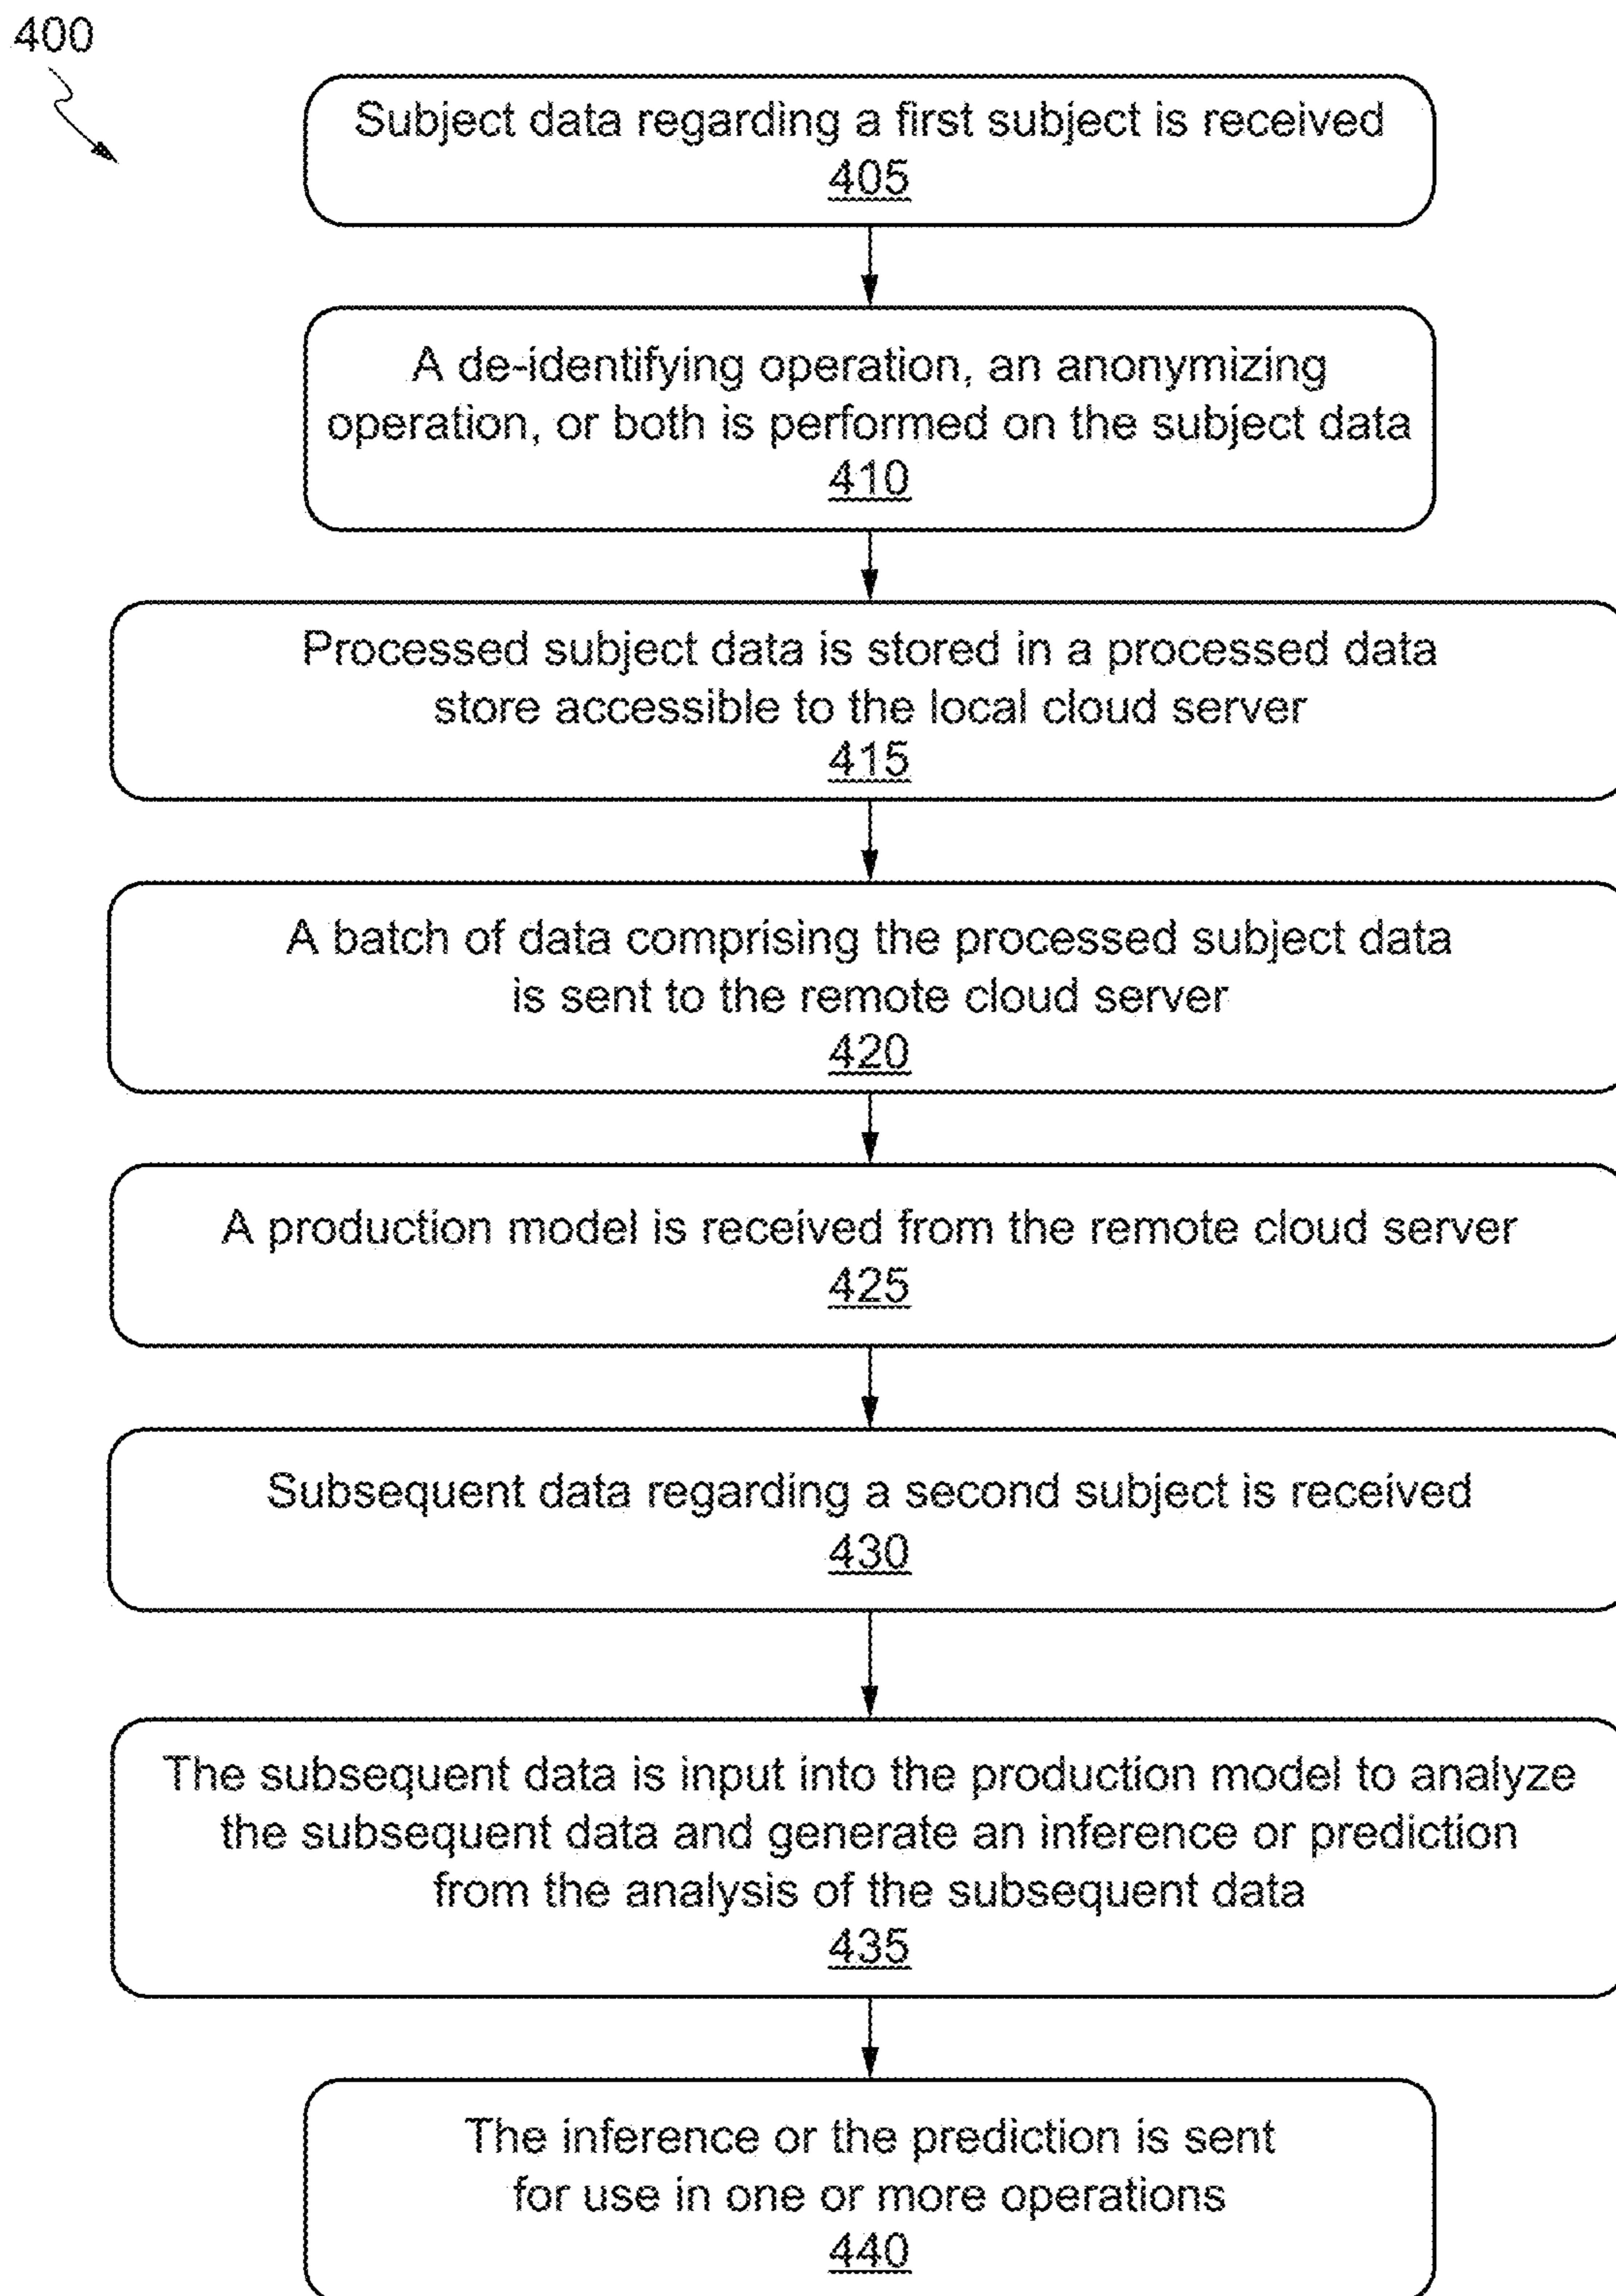 400
Subject data regarding a first subject is received
405
A de-identifying operation, an anonymizing
operation, or both is performed on the subject data
410
Processed subject data is stored in a processed data
store accessible to the local cloud server
415
A batch of data comprising the processed subject data
is sent to the remote cloud server
420
A production model is received from the remote cloud server
425
Subsequent data regarding a second subject is received
430
The subsequent data is input into the production model to analyze
the subsequent data and generate an inference or prediction
from the analysis of the subsequent data
435
The inference or the prediction is sent
for use in one or more operations
440